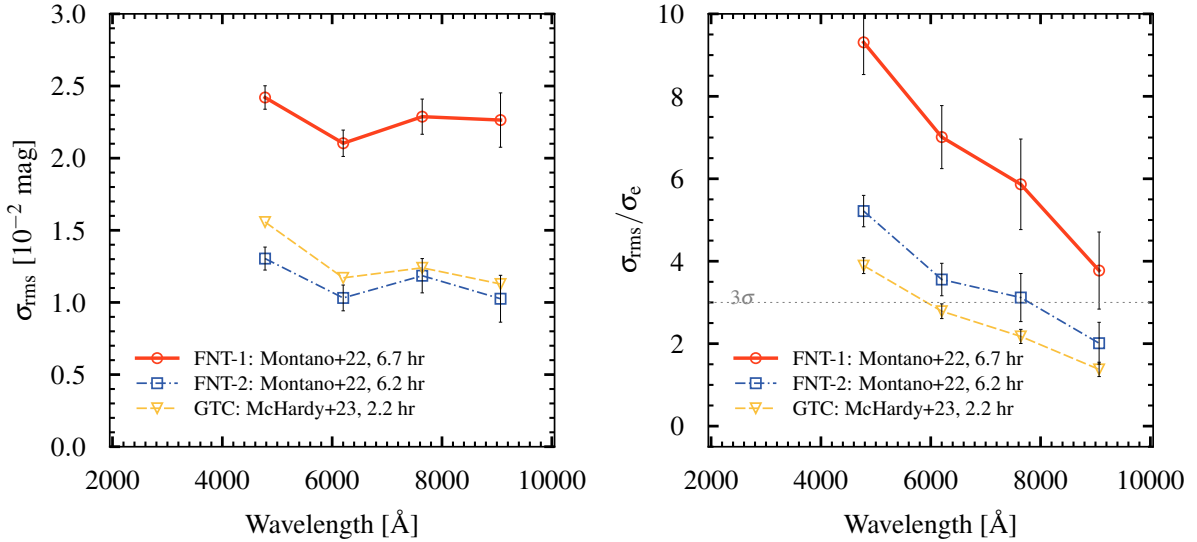 3.0
2.5
2.0
1.5
1.0
0.5
0.0
σrms [10⁻² mag]
FNT-1: Montano+22, 6.7 hr
FNT-2: Montano+22, 6.2 hr
GTC: McHardy+23, 2.2 hr
2000 4000 6000 8000 10000
Wavelength [Å]
10
8
6
4
2
0
σrms/σe
3σ
FNT-1: Montano+22, 6.7 hr
FNT-2: Montano+22, 6.2 hr
GTC: McHardy+23, 2.2 hr
2000 4000 6000 8000 10000
Wavelength [Å]